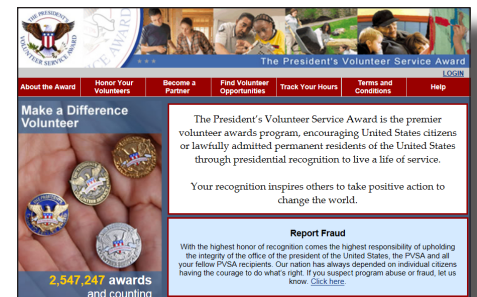 THE PRESIDENT'S
VOLUNTEER SERVICE AWARD
The President's Volunteer Service Award
LOGIN
About the Award
Honor Your
Volunteers
Become a
Partner
Find Volunteer
Opportunities
Track Your Hours
Terms and
Conditions
Help
Make a Difference
Volunteer
2,547,247 awards
and counting
The President's Volunteer Service Award is the premier
volunteer awards program, encouraging United States citizens
or lawfully admitted permanent residents of the United States
through presidential recognition to live a life of service.
Your recognition inspires others to take positive action to
change the world.
Report Fraud
With the highest honor of recognition comes the highest responsibility of upholding
the integrity of the office of the president of the United States, the PVSA and all
your fellow PVSA recipients. Our nation has always depended on individual citizens
having the courage to do what's right. If you suspect program abuse or fraud, let us
know. Click here.